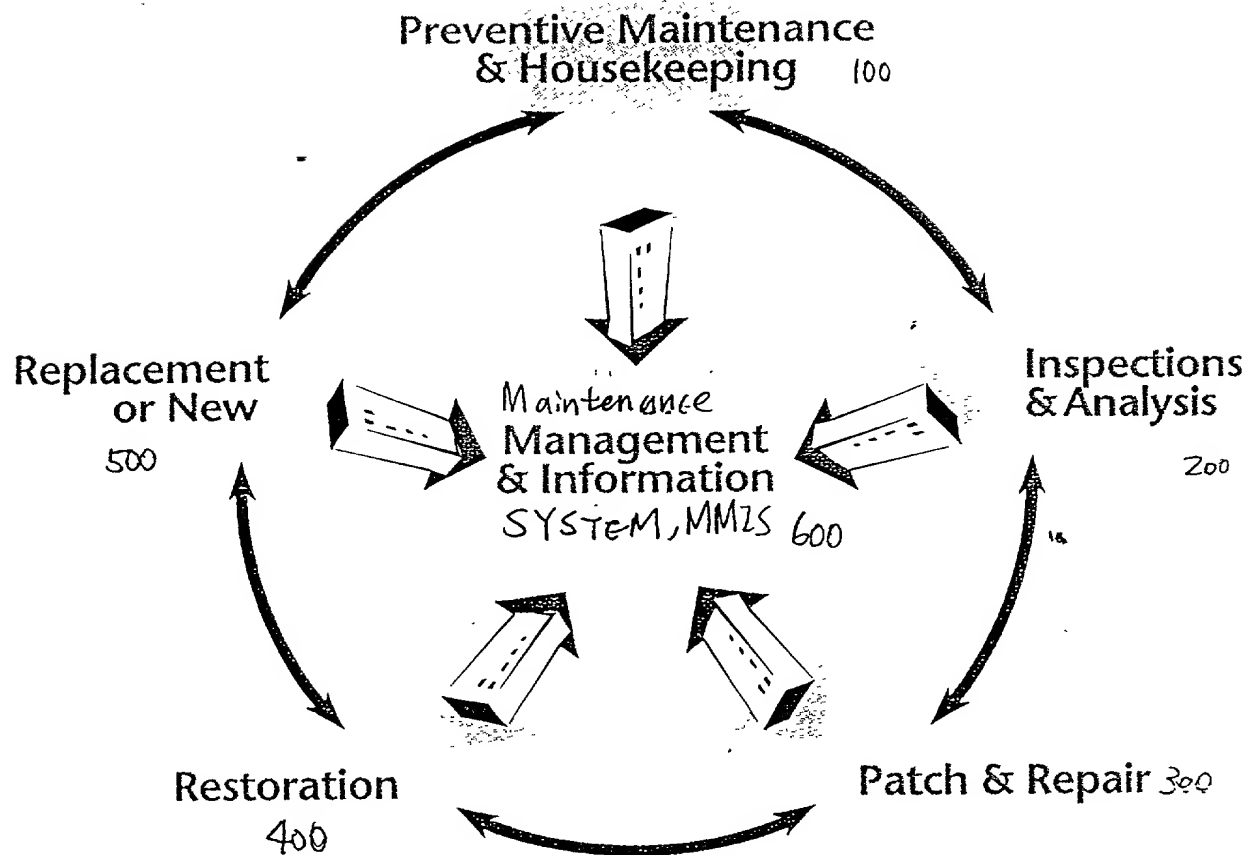 Preventive Maintenance
& Housekeeping 100
Replacement
or New
500
Inspections
& Analysis
200
Maintenance
Management
& Information
SYSTEM, MMIS 600
Restoration
400
Patch & Repair 300